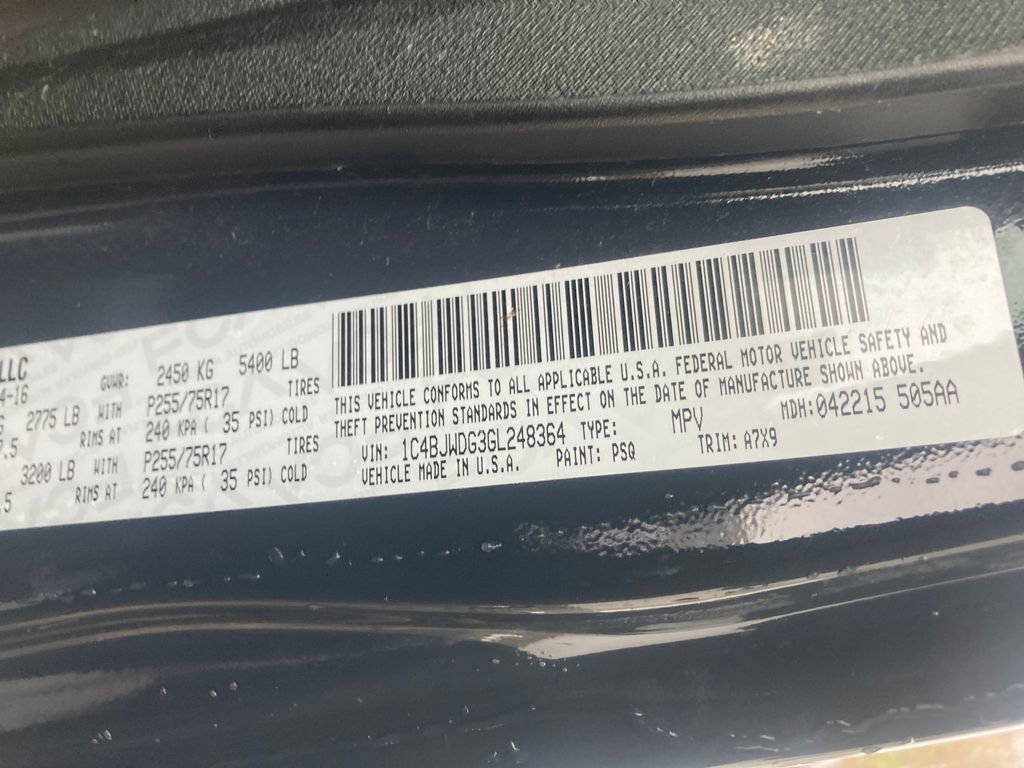 LLC
4-16
GVWR: 2450 KG 5400 LB
2775 LB WITH P255/75R17 TIRES
RIMS AT 240 KPA ( 35 PSI) COLD
3200 LB WITH P255/75R17 TIRES
RIMS AT 240 KPA ( 35 PSI) COLD
THIS VEHICLE CONFORMS TO ALL APPLICABLE U.S.A. FEDERAL MOTOR VEHICLE SAFETY AND
THEFT PREVENTION STANDARDS IN EFFECT ON THE DATE OF MANUFACTURE SHOWN ABOVE.
VIN: 1C4BJWDG3GL248364 TYPE: MPV MDH:042215 505AA
VEHICLE MADE IN U.S.A. PAINT: PSQ TRIM: A7X9